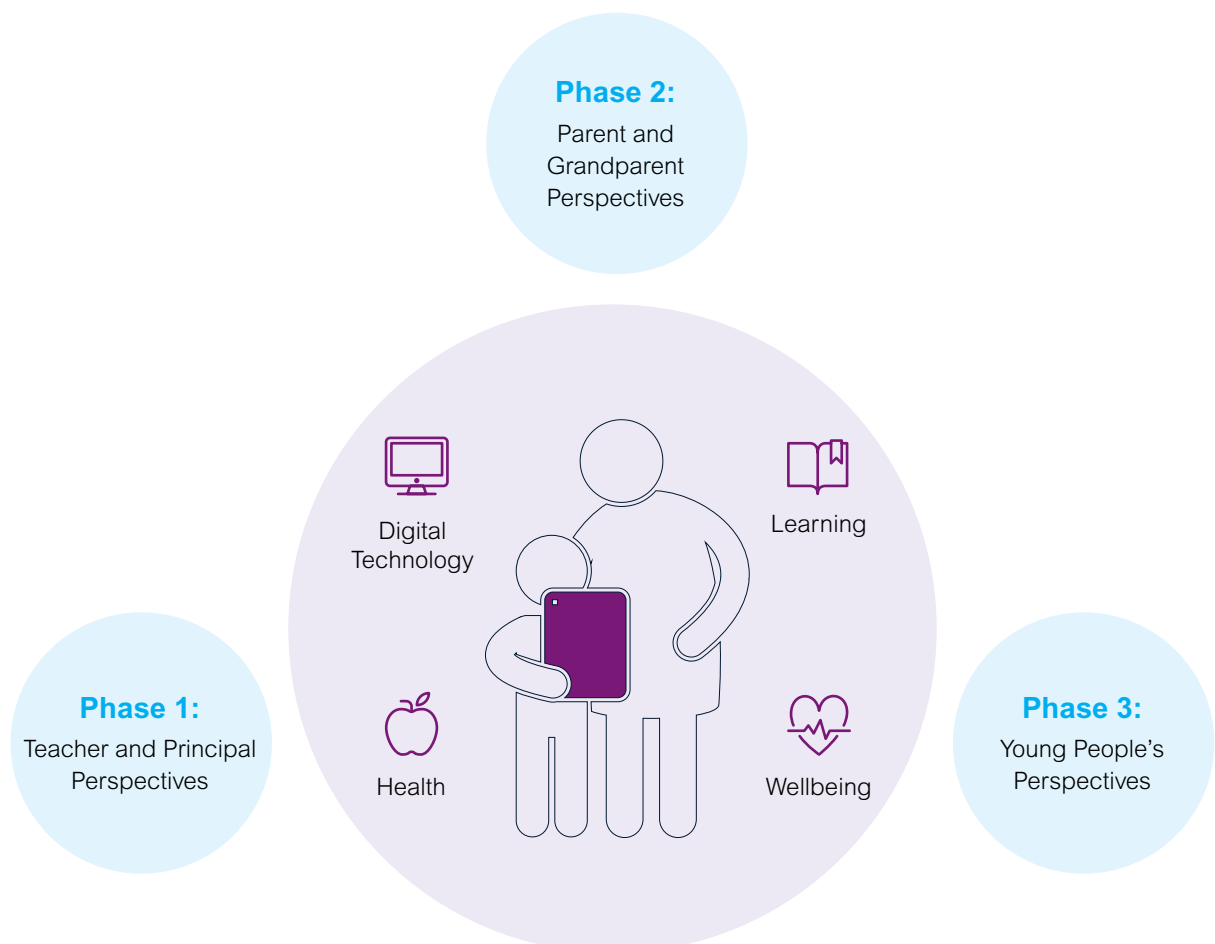 Phase 2:
Parent and
Grandparent
Perspectives
Digital
Technology
Learning
Health
Wellbeing
Phase 1:
Teacher and Principal
Perspectives
Phase 3:
Young People’s
Perspectives